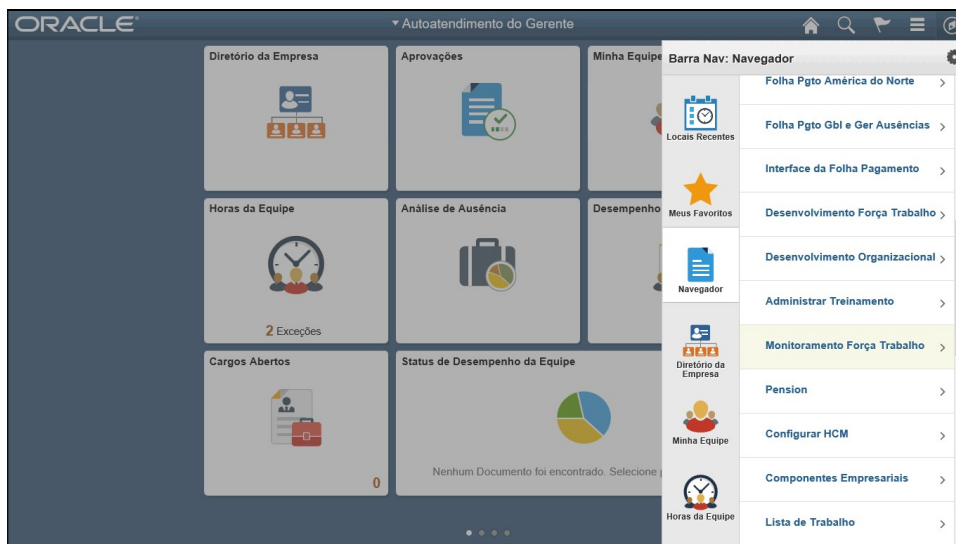 ORACLE
Autoatendimento do Gerente
Diretório da Empresa
Aprovações
Minha Equipe
Horas da Equipe
2 Exceções
Análise de Ausência
Desempenho
Cargos Abertos
0
Status de Desempenho da Equipe
Nenhum Documento foi encontrado. Selecione
Barra Nav: Navegador
Locais Recentes
Meus Favoritos
Navegador
Diretório da
Empresa
Minha Equipe
Horas da Equipe
Folha Pgto América do Norte
Folha Pgto Gbl e Ger Ausências
Interface da Folha Pagamento
Desenvolvimento Força Trabalho
Desenvolvimento Organizacional
Administrar Treinamento
Monitoramento Força Trabalho
Pension
Configurar HCM
Componentes Empresariais
Lista de Trabalho